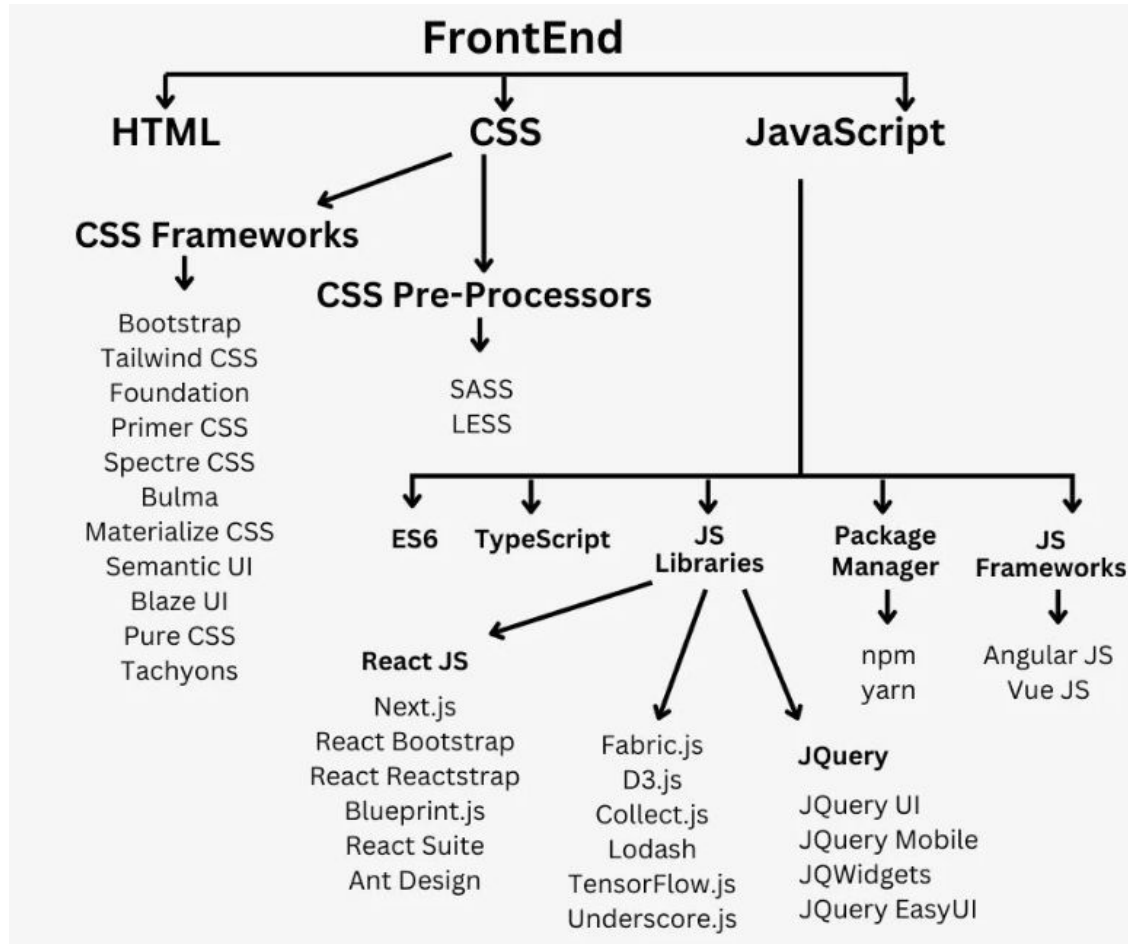 FrontEnd
HTML
CSS
JavaScript
CSS Frameworks
Bootstrap
Tailwind CSS
Foundation
Primer CSS
Spectre CSS
Bulma
Materialize CSS
Semantic UI
Blaze UI
Pure CSS
Tachyons
CSS Pre-Processors
SASS
LESS
ES6
TypeScript
JS
Libraries
Package
Manager
JS
Frameworks
React JS
Next.js
React Bootstrap
React Reactstrap
Blueprint.js
React Suite
Ant Design
Fabric.js
D3.js
Collect.js
Lodash
TensorFlow.js
Underscore.js
JQuery
JQuery UI
JQuery Mobile
JQWidgets
JQuery EasyUI
npm
yarn
Angular JS
Vue JS